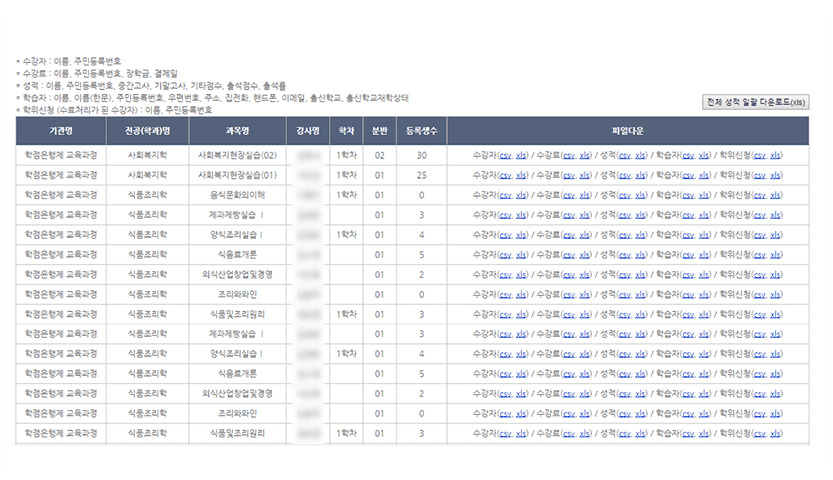 * 수강자 : 이름, 주민등록번호
* 수강료 : 이름, 주민등록번호, 장학금, 결제일
* 성적 : 이름, 주민등록번호, 중간고사, 기말고사, 기타점수, 출석점수, 출석률
* 학습자 : 이름, 이름(한문), 주민등록번호, 우편번호, 주소, 집전화, 핸드폰, 이메일, 출신학교, 출신학교재학상태
* 학위신청 (수료처리가 된 수강자) : 이름, 주민등록번호
전체 성적 일괄 다운로드(xls)
기관명 전공(학과)명 과목명 강사명 학차 분반 등록생수 파일다운
학점은행제 교육과정 사회복지학 사회복지현장실습(02) 1학차 02 30 수강자(csv, xls) / 수강료(csv, xls) / 성적(csv, xls) / 학습자(csv, xls) / 학위신청(csv, xls)
학점은행제 교육과정 사회복지학 사회복지현장실습(01) 1학차 01 25 수강자(csv, xls) / 수강료(csv, xls) / 성적(csv, xls) / 학습자(csv, xls) / 학위신청(csv, xls)
학점은행제 교육과정 식품조리학 음식문화의이해 1학차 01 0 수강자(csv, xls) / 수강료(csv, xls) / 성적(csv, xls) / 학습자(csv, xls) / 학위신청(csv, xls)
학점은행제 교육과정 식품조리학 제과제빵실습 Ⅰ 01 3 수강자(csv, xls) / 수강료(csv, xls) / 성적(csv, xls) / 학습자(csv, xls) / 학위신청(csv, xls)
학점은행제 교육과정 식품조리학 양식조리실습Ⅰ 1학차 01 4 수강자(csv, xls) / 수강료(csv, xls) / 성적(csv, xls) / 학습자(csv, xls) / 학위신청(csv, xls)
학점은행제 교육과정 식품조리학 식음료개론 01 5 수강자(csv, xls) / 수강료(csv, xls) / 성적(csv, xls) / 학습자(csv, xls) / 학위신청(csv, xls)
학점은행제 교육과정 식품조리학 외식산업창업및경영 01 2 수강자(csv, xls) / 수강료(csv, xls) / 성적(csv, xls) / 학습자(csv, xls) / 학위신청(csv, xls)
학점은행제 교육과정 식품조리학 조리와와인 01 0 수강자(csv, xls) / 수강료(csv, xls) / 성적(csv, xls) / 학습자(csv, xls) / 학위신청(csv, xls)
학점은행제 교육과정 식품조리학 식품및조리원리 1학차 01 3 수강자(csv, xls) / 수강료(csv, xls) / 성적(csv, xls) / 학습자(csv, xls) / 학위신청(csv, xls)
학점은행제 교육과정 식품조리학 제과제빵실습 Ⅰ 01 3 수강자(csv, xls) / 수강료(csv, xls) / 성적(csv, xls) / 학습자(csv, xls) / 학위신청(csv, xls)
학점은행제 교육과정 식품조리학 양식조리실습Ⅰ 1학차 01 4 수강자(csv, xls) / 수강료(csv, xls) / 성적(csv, xls) / 학습자(csv, xls) / 학위신청(csv, xls)
학점은행제 교육과정 식품조리학 식음료개론 01 5 수강자(csv, xls) / 수강료(csv, xls) / 성적(csv, xls) / 학습자(csv, xls) / 학위신청(csv, xls)
학점은행제 교육과정 식품조리학 외식산업창업및경영 01 2 수강자(csv, xls) / 수강료(csv, xls) / 성적(csv, xls) / 학습자(csv, xls) / 학위신청(csv, xls)
학점은행제 교육과정 식품조리학 조리와와인 01 0 수강자(csv, xls) / 수강료(csv, xls) / 성적(csv, xls) / 학습자(csv, xls) / 학위신청(csv, xls)
학점은행제 교육과정 식품조리학 식품및조리원리 1학차 01 3 수강자(csv, xls) / 수강료(csv, xls) / 성적(csv, xls) / 학습자(csv, xls) / 학위신청(csv, xls)